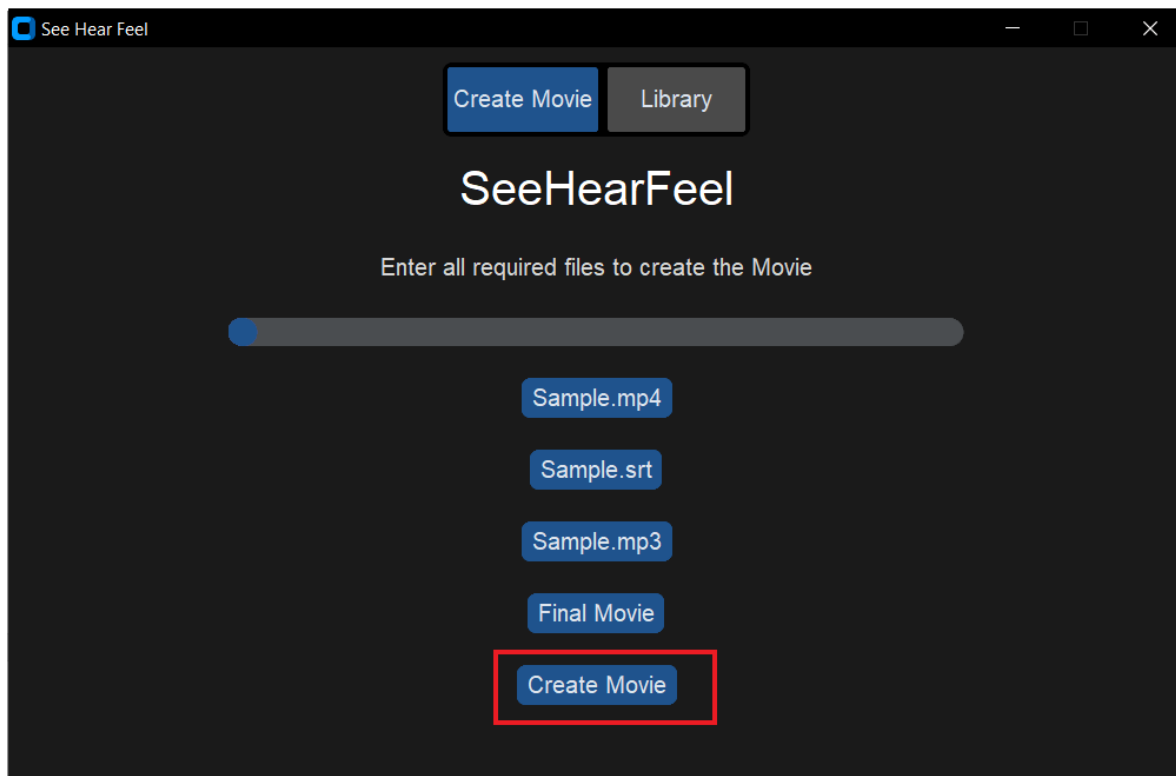 See Hear Feel
Create Movie Library
SeeHearFeel
Enter all required files to create the Movie
Sample.mp4
Sample.srt
Sample.mp3
Final Movie
Create Movie